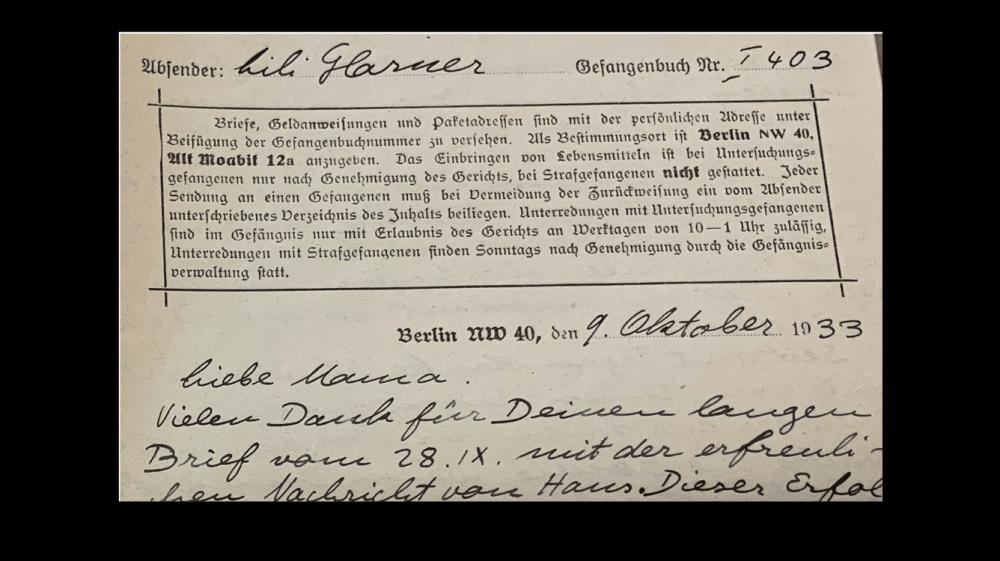 Absender: Lili Glarner Gefangenbuch Nr. I 403
Briefe, Geldanweisungen und Paketadressen sind mit der persönlichen Adresse unter
Beifügung der Gefangenbuchnummer zu versehen. Als Bestimmungsort ist Berlin NW 40,
Alt Moabit 12a anzugeben. Das Einbringen von Lebensmitteln ist bei Untersuchungs-
gefangenen nur nach Genehmigung des Gerichts, bei Strafgefangenen nicht gestattet. Jeder
Sendung an einen Gefangenen muß bei Vermeidung der Zurückweisung ein vom Absender
unterschriebenes Verzeichnis des Inhalts beiliegen. Unterredungen mit Untersuchungsgefangenen
sind im Gefängnis nur mit Erlaubnis des Gerichts an Werktagen von 10—1 Uhr zulässig,
Unterredungen mit Strafgefangenen finden Sonntags nach Genehmigung durch die Gefängnis-
verwaltung statt.
Berlin NW 40, den 9. Oktober 1933
Liebe Mama.
Vielen Dank für Deinen langen
Brief vom 28. IX. mit der erfreuli-
chen Nachricht von Hans. Dieser Erfol